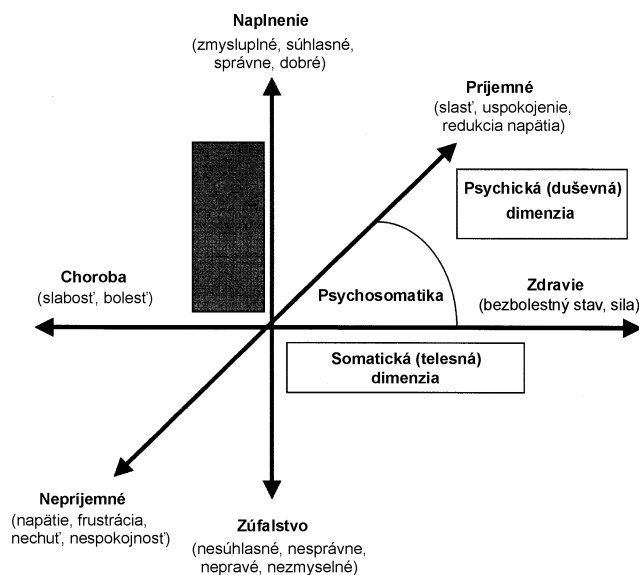 Naplnenie
(zmysluplné, súhlasné,
správne, dobré)
Príjemné
(slasť, uspokojenie,
redukcia napätia)
Psychická (duševná)
dimenzia
Choroba
(slabosť, bolesť)
Psychosomatika
Zdravie
(bezbolestný stav, sila)
Somatická (telesná)
dimenzia
Nepríjemné
(napätie, frustrácia,
nechuť, nespokojnosť)
Zúfalstvo
(nesúhlasné, nesprávne,
nepravé, nezmyselné)